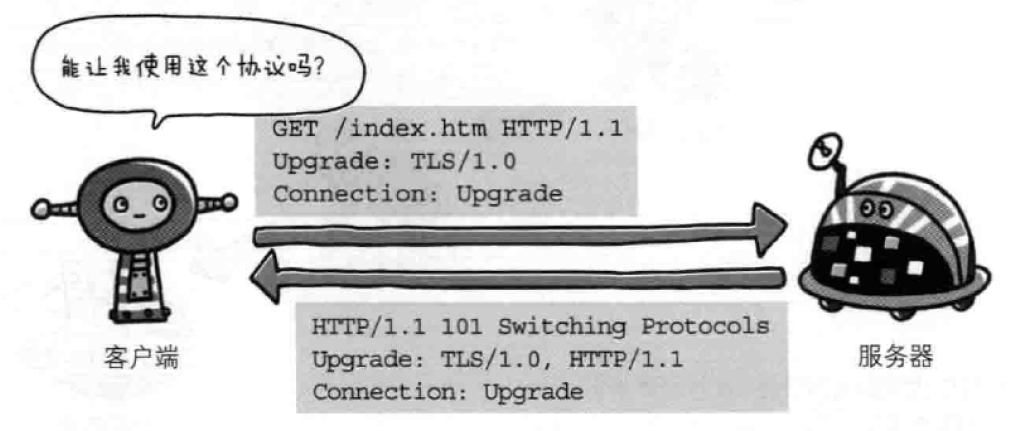 能让我使用这个协议吗?
GET /index.htm HTTP/1.1
Upgrade: TLS/1.0
Connection: Upgrade
HTTP/1.1 101 Switching Protocols
Upgrade: TLS/1.0, HTTP/1.1
Connection: Upgrade
客户端
服务器